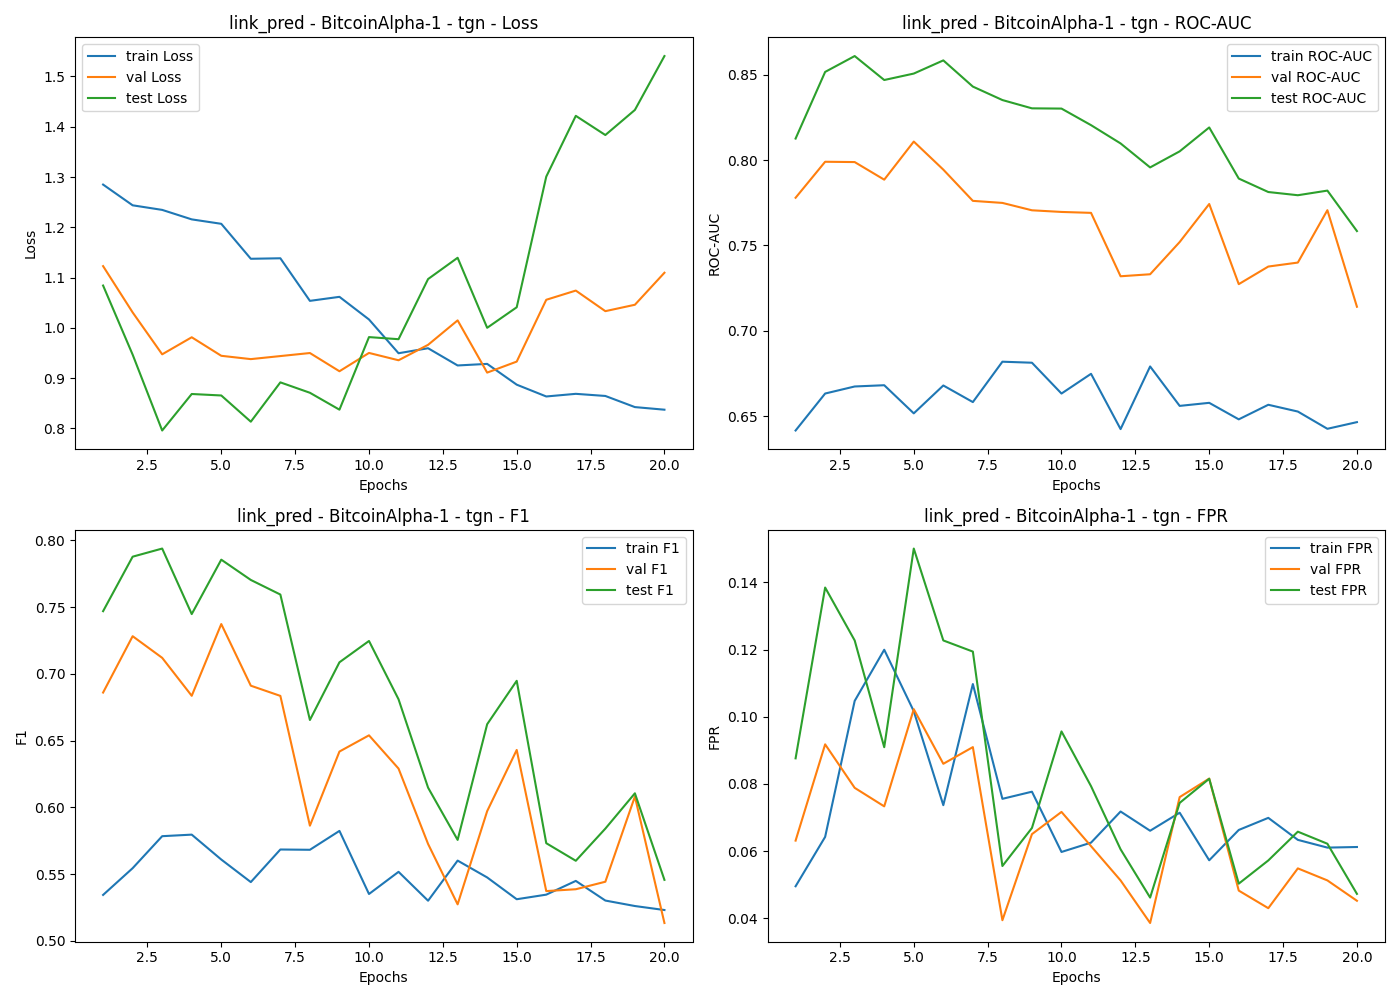 link_pred - BitcoinAlpha-1 - tgn - Loss
train Loss
val Loss
test Loss
Loss
1.5
1.4
1.3
1.2
1.1
1.0
0.9
0.8
2.5 5.0 7.5 10.0 12.5 15.0 17.5 20.0
Epochs
link_pred - BitcoinAlpha-1 - tgn - ROC-AUC
train ROC-AUC
val ROC-AUC
test ROC-AUC
ROC-AUC
0.85
0.80
0.75
0.70
0.65
2.5 5.0 7.5 10.0 12.5 15.0 17.5 20.0
Epochs
link_pred - BitcoinAlpha-1 - tgn - F1
train F1
val F1
test F1
F1
0.80
0.75
0.70
0.65
0.60
0.55
0.50
2.5 5.0 7.5 10.0 12.5 15.0 17.5 20.0
Epochs
link_pred - BitcoinAlpha-1 - tgn - FPR
train FPR
val FPR
test FPR
FPR
0.14
0.12
0.10
0.08
0.06
0.04
2.5 5.0 7.5 10.0 12.5 15.0 17.5 20.0
Epochs